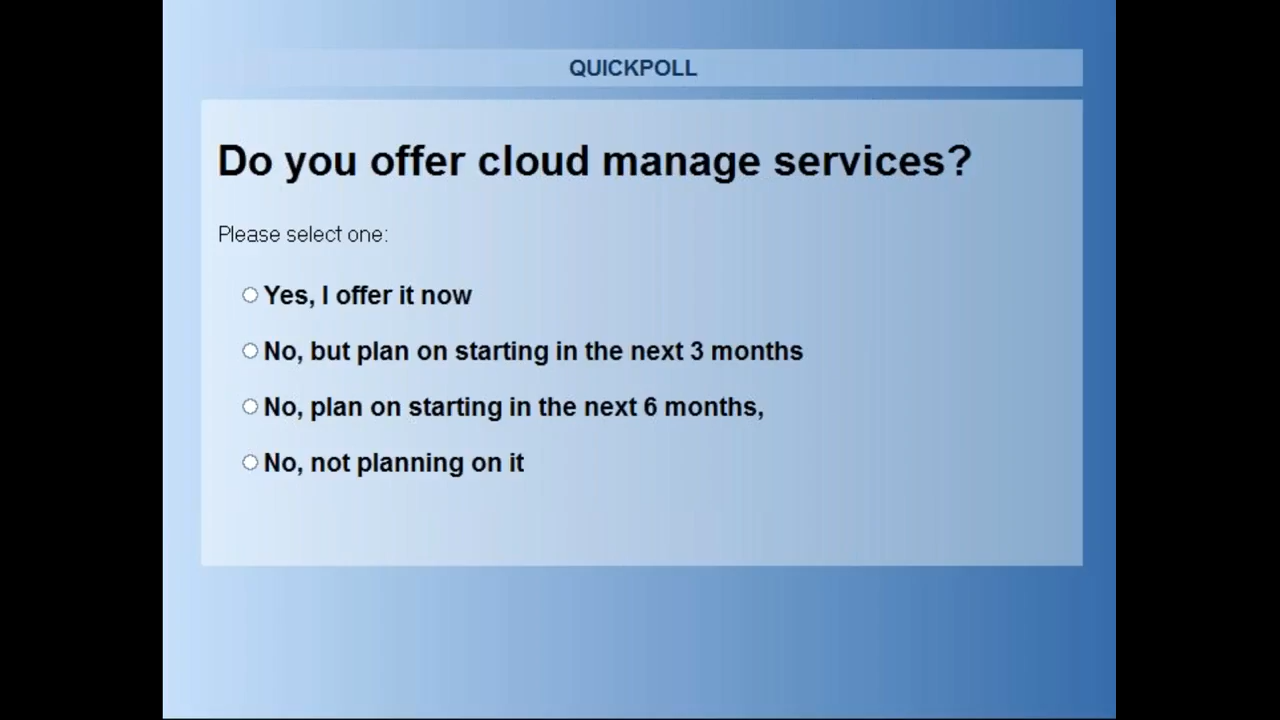 QUICKPOLL
Do you offer cloud manage services?
Please select one:
Yes, I offer it now
No, but plan on starting in the next 3 months
No, plan on starting in the next 6 months,
No, not planning on it